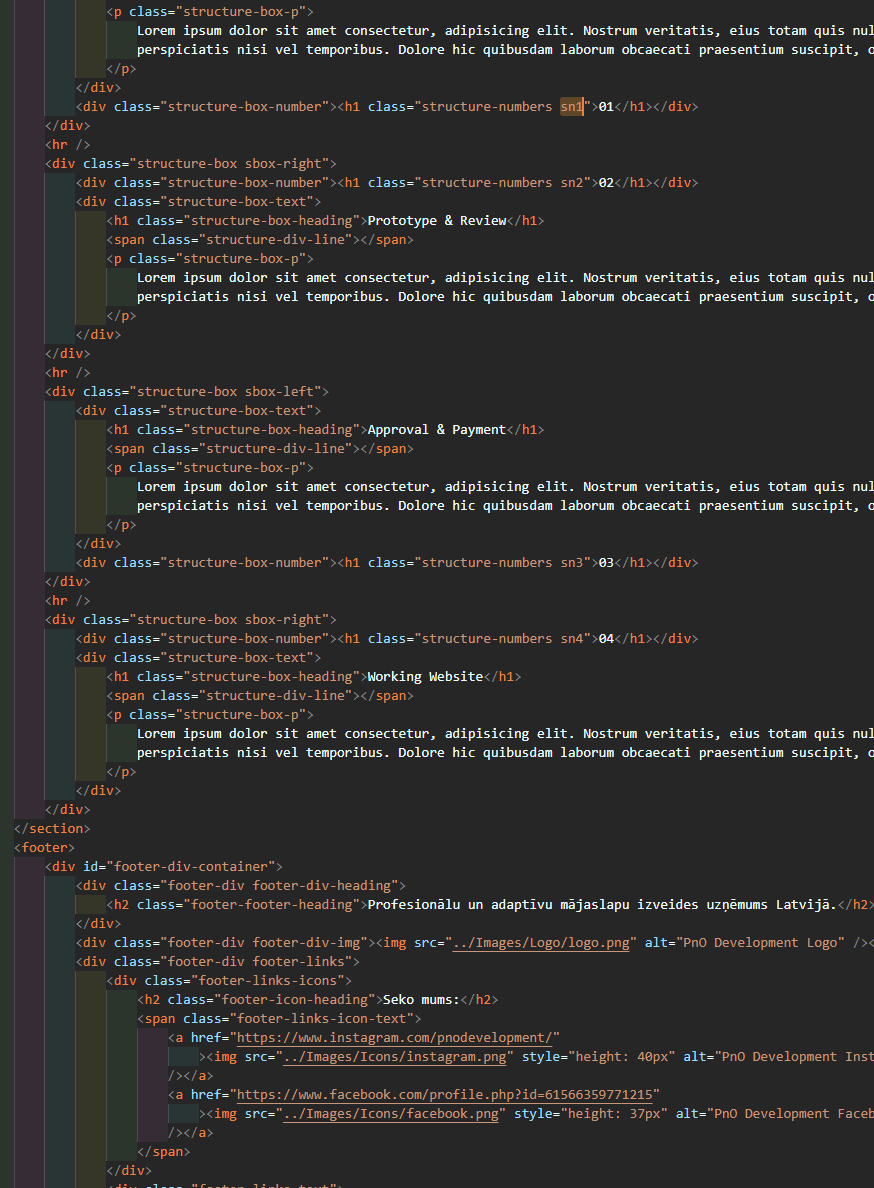 <p class="structure-box-p">
Lorem ipsum dolor sit amet consectetur, adipisicing elit. Nostrum veritatis, eius totam quis nul
perspiciatis nisi vel temporibus. Dolore hic quibusdam laborum obcaecati praesentium suscipit, o
</p>
</div>
<div class="structure-box-number"><h1 class="structure-numbers sn1">01</h1></div>
</div>
<hr />
<div class="structure-box sbox-right">
<div class="structure-box-number"><h1 class="structure-numbers sn2">02</h1></div>
<div class="structure-box-text">
<h1 class="structure-box-heading">Prototype & Review</h1>
<span class="structure-div-line"></span>
<p class="structure-box-p">
Lorem ipsum dolor sit amet consectetur, adipisicing elit. Nostrum veritatis, eius totam quis nul
perspiciatis nisi vel temporibus. Dolore hic quibusdam laborum obcaecati praesentium suscipit, o
</p>
</div>
</div>
<hr />
<div class="structure-box sbox-left">
<div class="structure-box-text">
<h1 class="structure-box-heading">Approval & Payment</h1>
<span class="structure-div-line"></span>
<p class="structure-box-p">
Lorem ipsum dolor sit amet consectetur, adipisicing elit. Nostrum veritatis, eius totam quis nul
perspiciatis nisi vel temporibus. Dolore hic quibusdam laborum obcaecati praesentium suscipit, o
</p>
</div>
<div class="structure-box-number"><h1 class="structure-numbers sn3">03</h1></div>
</div>
<hr />
<div class="structure-box sbox-right">
<div class="structure-box-number"><h1 class="structure-numbers sn4">04</h1></div>
<div class="structure-box-text">
<h1 class="structure-box-heading">Working Website</h1>
<span class="structure-div-line"></span>
<p class="structure-box-p">
Lorem ipsum dolor sit amet consectetur, adipisicing elit. Nostrum veritatis, eius totam quis nul
perspiciatis nisi vel temporibus. Dolore hic quibusdam laborum obcaecati praesentium suscipit, o
</p>
</div>
</div>
</section>
<footer>
<div id="footer-div-container">
<div class="footer-div footer-div-heading">
<h2 class="footer-footer-heading">Profesionālu un adaptīvu mājaslapu izveides uzņēmums Latvijā.</h2>
</div>
<div class="footer-div footer-div-img"><img src="../Images/Logo/logo.png" alt="PnO Development Logo" /><
<div class="footer-div footer-links">
<div class="footer-links-icons">
<h2 class="footer-icon-heading">Seko mums:</h2>
<span class="footer-links-icon-text">
<a href="https://www.instagram.com/pnodevelopment/"
><img src="../Images/Icons/instagram.png" style="height: 40px" alt="PnO Development Inst
/></a>
<a href="https://www.facebook.com/profile.php?id=61566359771215"
><img src="../Images/Icons/facebook.png" style="height: 37px" alt="PnO Development Faceb
/></a>
</span>
</div>
<div class="footer-links-text">